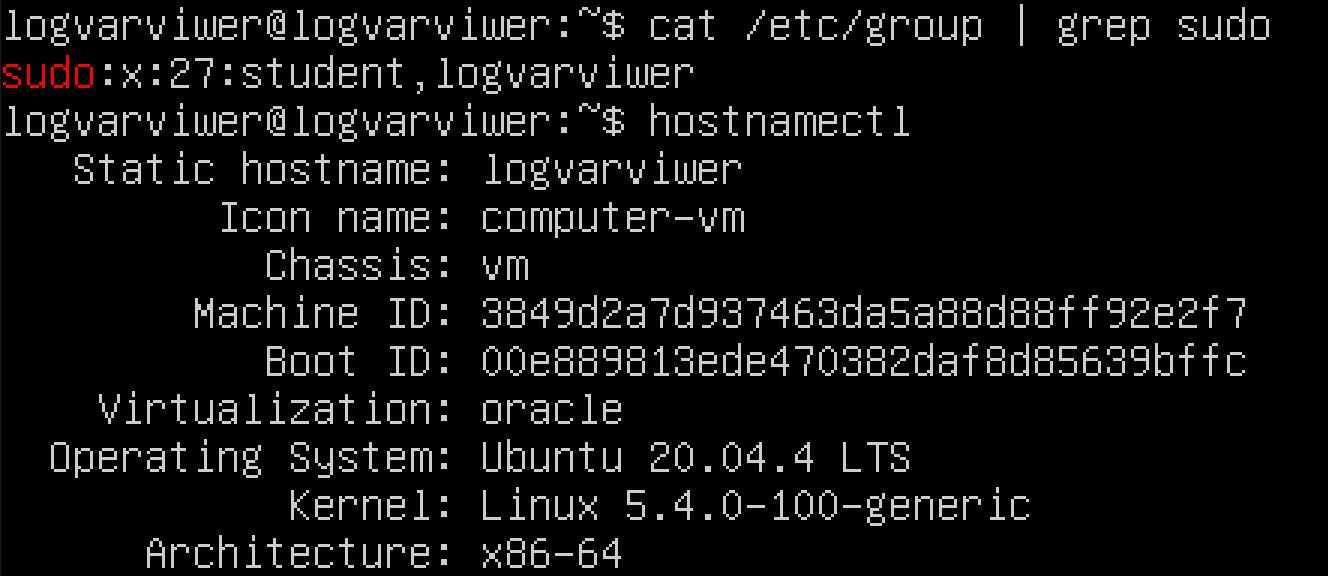 logvarviwer@logvarviwer:~$ cat /etc/group | grep sudo
sudo:x:27:student,logvarviwer
logvarviwer@logvarviwer:~$ hostnamectl
Static hostname: logvarviwer
Icon name: computer-vm
Chassis: vm
Machine ID: 3849d2a7d937463da5a88d88ff92e2f7
Boot ID: 00e889813ede470382daf8d85639bffc
Virtualization: oracle
Operating System: Ubuntu 20.04.4 LTS
Kernel: Linux 5.4.0-100-generic
Architecture: x86-64